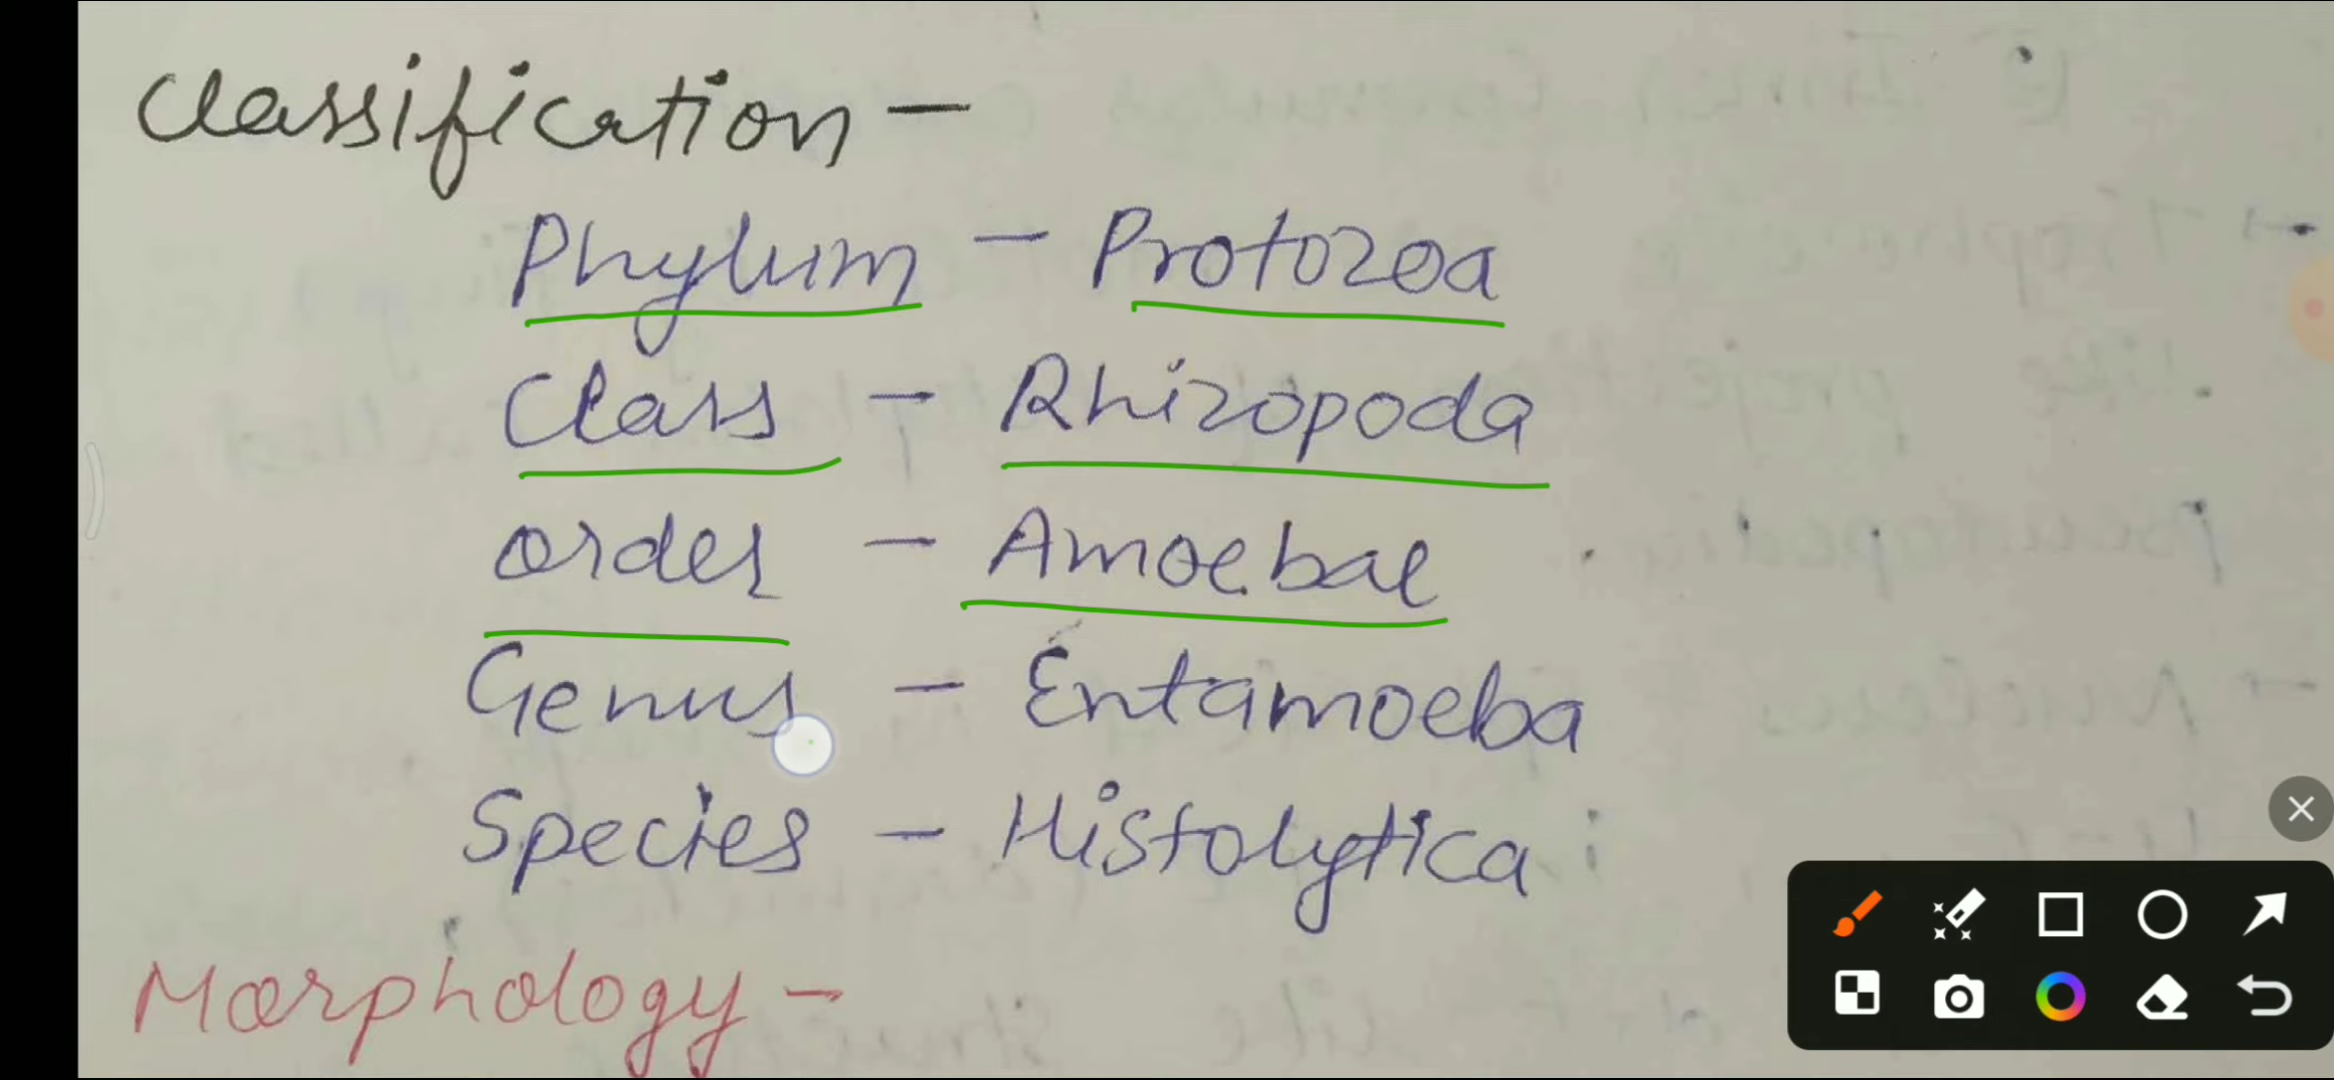 Classification -
Phylum - Protozoa
Class - Rhizopoda
order - Amoebae
Genus - Entamoeba
Species - Histolytica
Morphology -